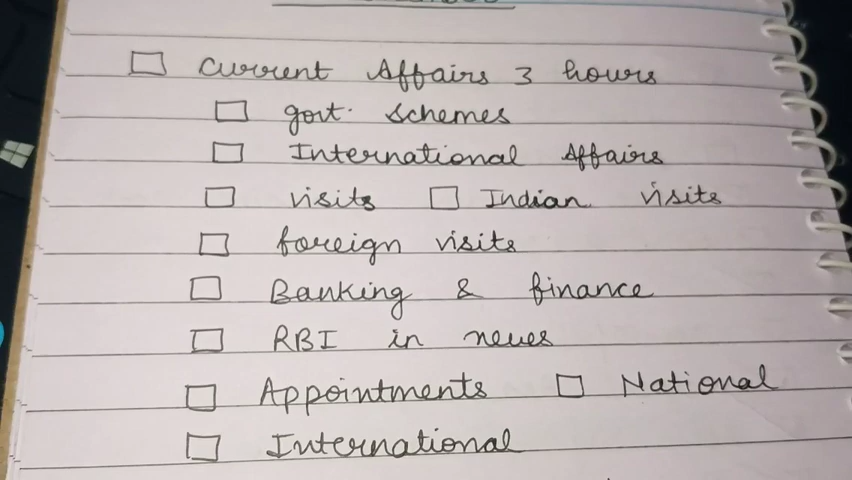 ☐ Current Affairs 3 hours
☐ govt. schemes
☐ International Affairs
☐ visits ☐ Indian visits
☐ foreign visits
☐ Banking & finance
☐ RBI in news
☐ Appointments ☐ National
☐ International